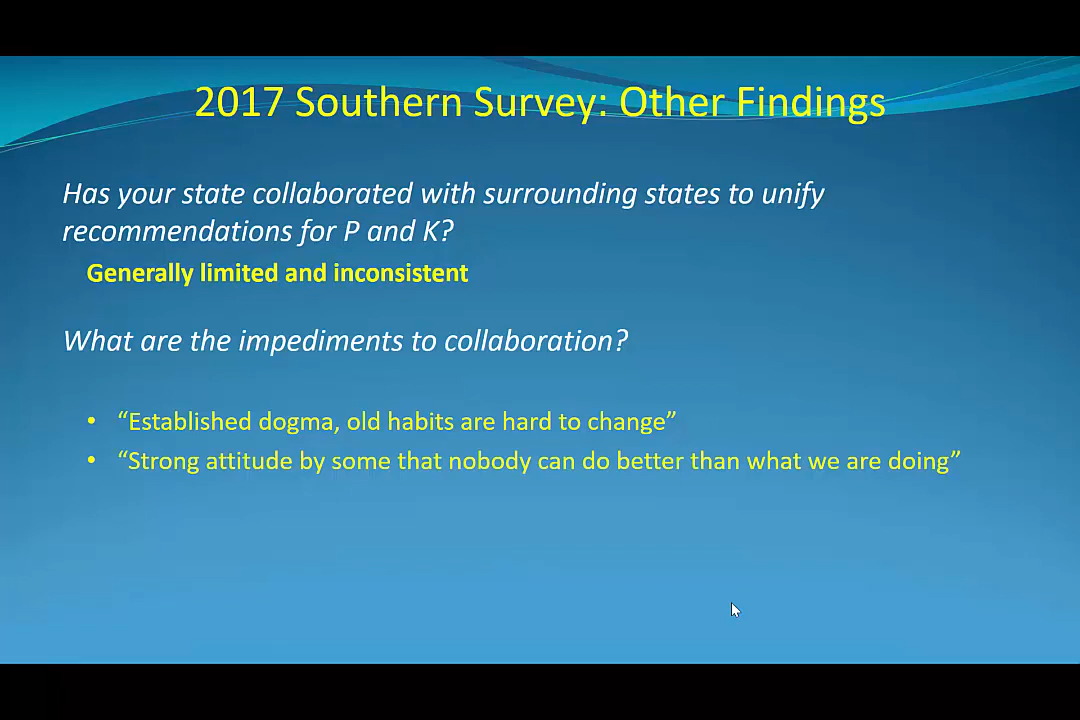 2017 Southern Survey: Other Findings
Has your state collaborated with surrounding states to unify
recommendations for P and K?
Generally limited and inconsistent
What are the impediments to collaboration?
• “Established dogma, old habits are hard to change”
• “Strong attitude by some that nobody can do better than what we are doing”